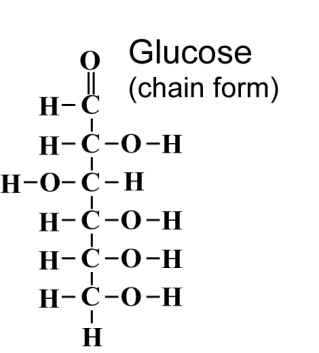 O Glucose
H-C (chain form)
H-C-O-H
H-O-C-H
H-C-O-H
H-C-O-H
H-C-O-H
H